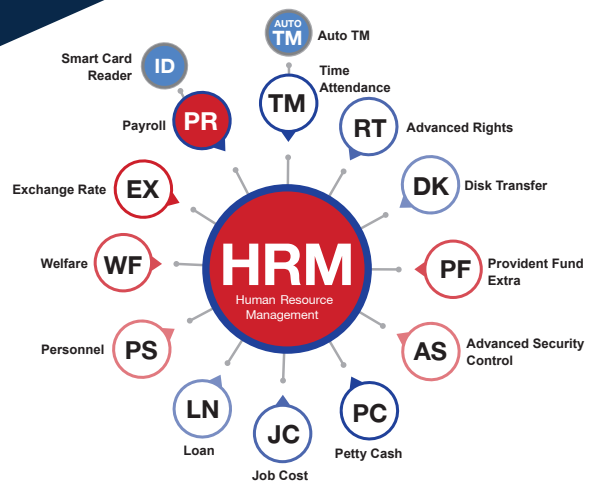 AUTO
TM
Auto TM
Smart Card
Reader
ID
Time
Attendance
TM
Payroll
PR
RT
Advanced Rights
Exchange Rate
EX
DK
Disk Transfer
HRM
Human Resource
Management
Welfare
WF
PF
Provident Fund
Extra
Personnel
PS
AS
Advanced Security
Control
LN
Loan
JC
Job Cost
PC
Petty Cash